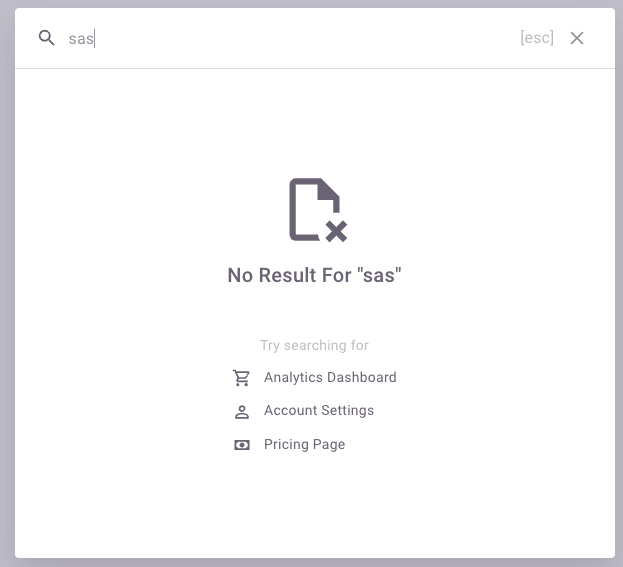 sas
[esc]
No Result For "sas"
Try searching for
Analytics Dashboard
Account Settings
Pricing Page